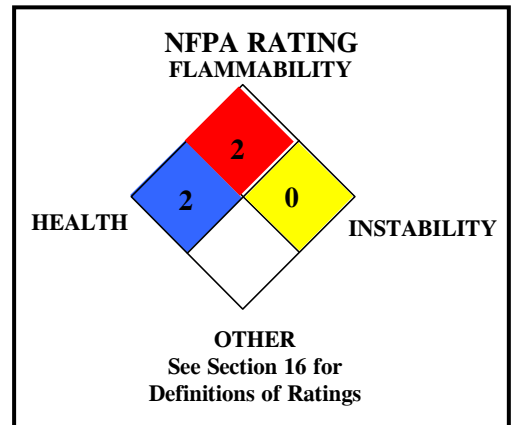 NFPA RATING
FLAMMABILITY
2
2
0
HEALTH
INSTABILITY
OTHER
See Section 16 for
Definitions of Ratings